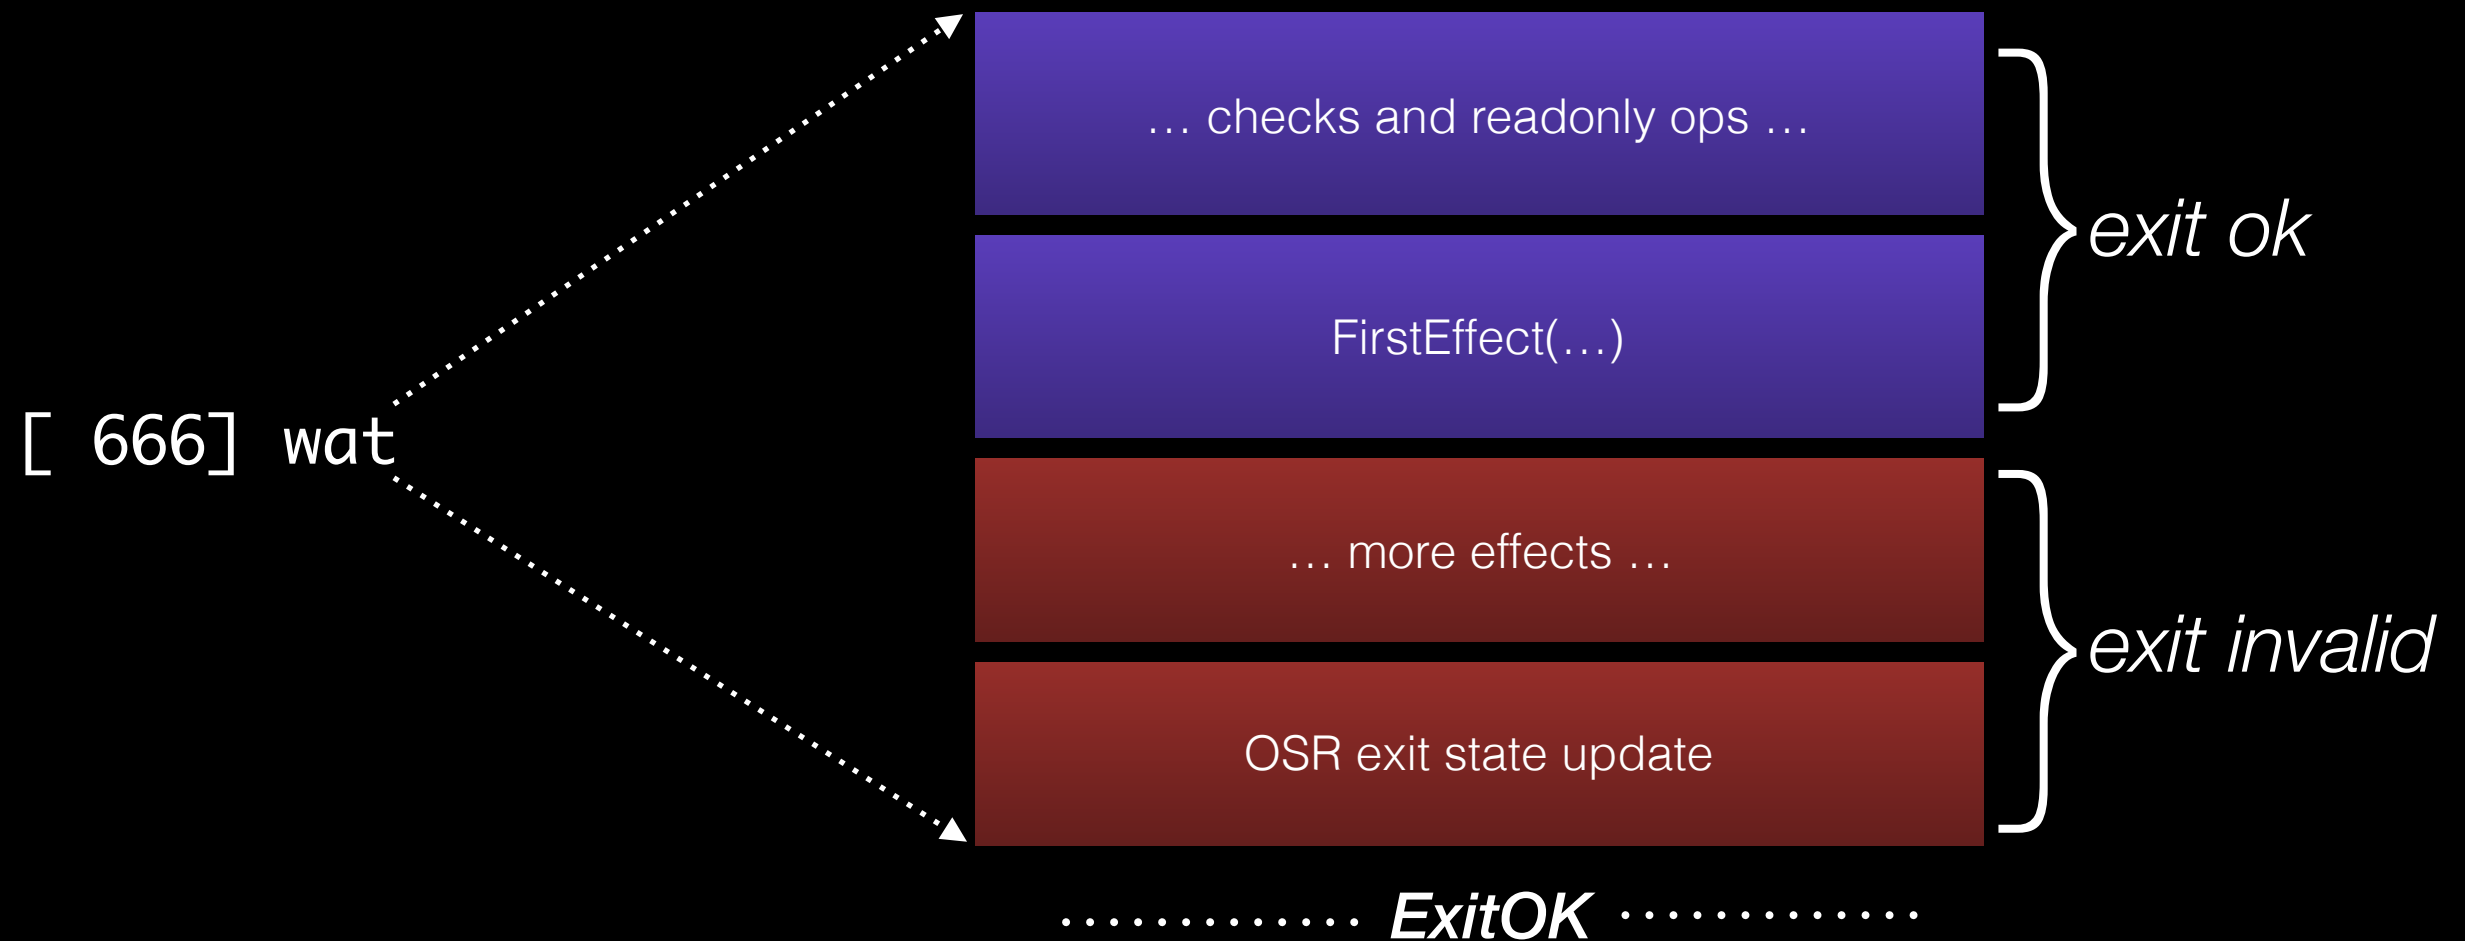 … checks and readonly ops …
exit ok
FirstEffect(…)
[ 666] wat
… more effects …
exit invalid
OSR exit state update
ExitOK